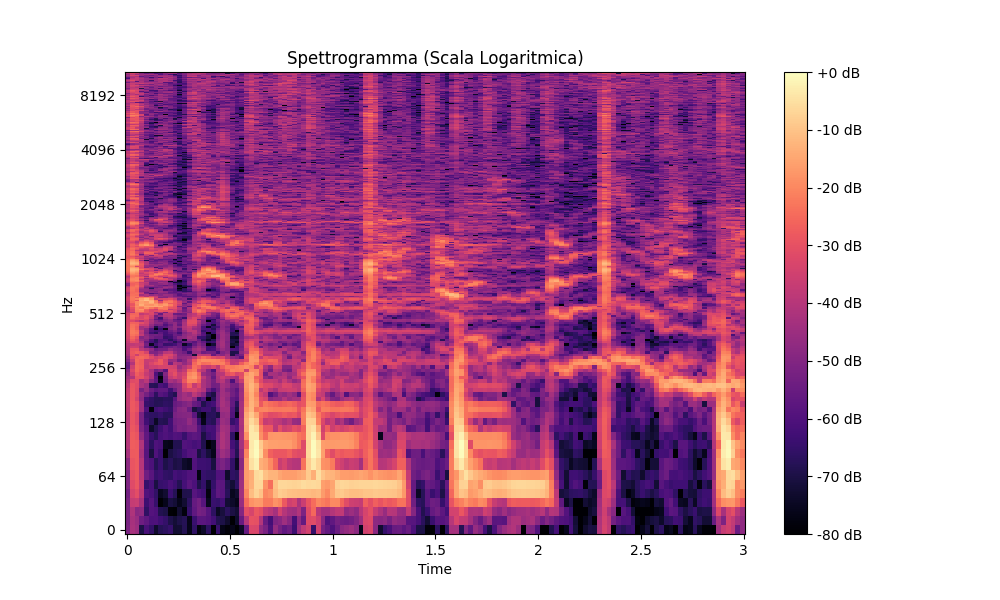 Spettrogramma (Scala Logaritmica)
8192
4096
2048
1024
512
256
128
64
0
Hz
0
0.5
1
1.5
2
2.5
3
Time
+0 dB
-10 dB
-20 dB
-30 dB
-40 dB
-50 dB
-60 dB
-70 dB
-80 dB